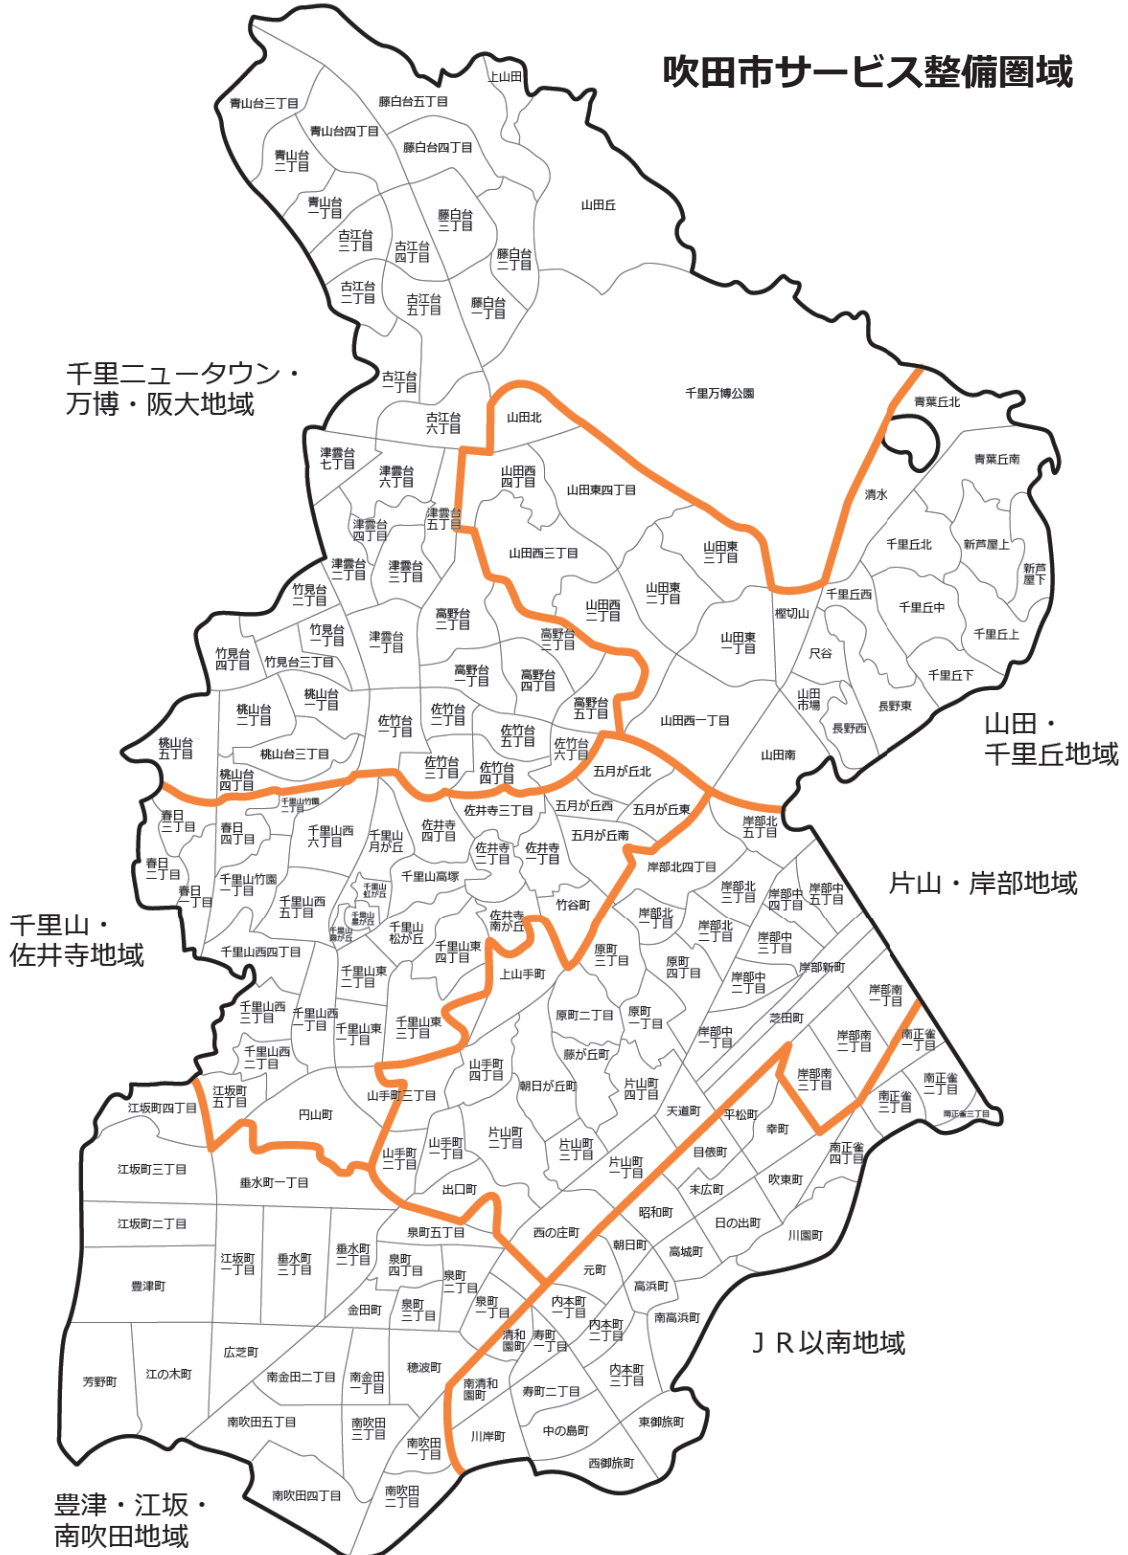 吹田市サービス整備圏域
上山田
青山台三丁目
藤白台五丁目
青山台四丁目
藤白台四丁目
青山台
二丁目
山田丘
青山台
一丁目
藤白台
三丁目
古江台
三丁目
古江台
四丁目
藤白台
二丁目
古江台
二丁目
古江台
五丁目
藤白台
一丁目
千里ニュータウン・
万博・阪大地域
古江台
一丁目
千里万博公園
青葉丘北
古江台
六丁目
山田北
津雲台
七丁目
津雲台
六丁目
山田西
四丁目
山田東四丁目
青葉丘南
清水
津雲台
五丁目
津雲台
四丁目
山田西三丁目
山田東
三丁目
千里丘北
新芦屋上
新芦
屋下
津雲台
二丁目
津雲台
三丁目
竹見台
二丁目
山田東
二丁目
千里丘西
千里丘中
高野台
二丁目
山田西
二丁目
樫切山
竹見台
一丁目
津雲台
一丁目
高野台
三丁目
山田東
一丁目
千里丘上
竹見台
四丁目
竹見台三丁目
尺谷
高野台
一丁目
高野台
四丁目
千里丘下
桃山台
二丁目
桃山台
一丁目
高野台
五丁目
山田
市場
長野東
佐竹台
一丁目
佐竹台
二丁目
山田西一丁目
長野西
佐竹台
五丁目
佐竹台
六丁目
山田・
千里丘地域
桃山台
五丁目
桃山台三丁目
山田南
桃山台
四丁目
佐竹台
三丁目
佐竹台
四丁目
五月が丘北
千里山竹園
二丁目
佐井寺三丁目
五月が丘西
五月が丘東
春日
三丁目
春日
四丁目
千里山西
六丁目
千里山
月が丘
佐井寺
四丁目
五月が丘南
岸部北
五丁目
佐井寺
二丁目
佐井寺
一丁目
春日
二丁目
千里山竹園
一丁目
千里山高塚
岸部北四丁目
片山・岸部地域
春日
一丁目
千里山
虹が丘
岸部北
三丁目
岸部中
四丁目
岸部中
五丁目
千里山西
五丁目
千里山
星が丘
竹谷町
千里山
霧が丘
千里山
松が丘
佐井寺
南が丘
岸部北
一丁目
岸部北
二丁目
千里山・
佐井寺地域
千里山西四丁目
千里山東
四丁目
原町
三丁目
岸部中
三丁目
千里山東
二丁目
上山手町
原町
四丁目
岸部中
二丁目
岸部新町
岸部南
一丁目
千里山西
三丁目
千里山西
一丁目
千里山東
一丁目
千里山東
三丁目
原町二丁目
原町
一丁目
芝田町
岸部中
一丁目
岸部南
二丁目
南正雀
一丁目
千里山西
二丁目
藤が丘町
山手町
四丁目
岸部南
三丁目
南正雀
二丁目
江坂町
五丁目
山手町三丁目
朝日が丘町
片山町
四丁目
江坂町四丁目
円山町
天道町
平松町
南正雀
三丁目
南正雀三丁目
幸町
片山町
二丁目
山手町
一丁目
片山町
三丁目
目俵町
南正雀
四丁目
山手町
二丁目
片山町
一丁目
江坂町三丁目
垂水町一丁目
出口町
末広町
吹東町
昭和町
江坂町二丁目
泉町五丁目
西の庄町
日の出町
川園町
垂水町
二丁目
朝日町
高城町
江坂町
一丁目
垂水町
三丁目
泉町
四丁目
元町
豊津町
泉町
二丁目
高浜町
金田町
泉町
三丁目
泉町
一丁目
内本町
一丁目
南高浜町
内本町
二丁目
清和
園町
寿町
一丁目
ＪＲ以南地域
広芝町
穂波町
芳野町
江の木町
南金田二丁目
南金田
一丁目
内本町
三丁目
南清和
園町
寿町二丁目
南吹田五丁目
南吹田
三丁目
中の島町
東御旅町
南吹田
一丁目
川岸町
西御旅町
豊津・江坂・
南吹田地域
南吹田四丁目
南吹田
二丁目